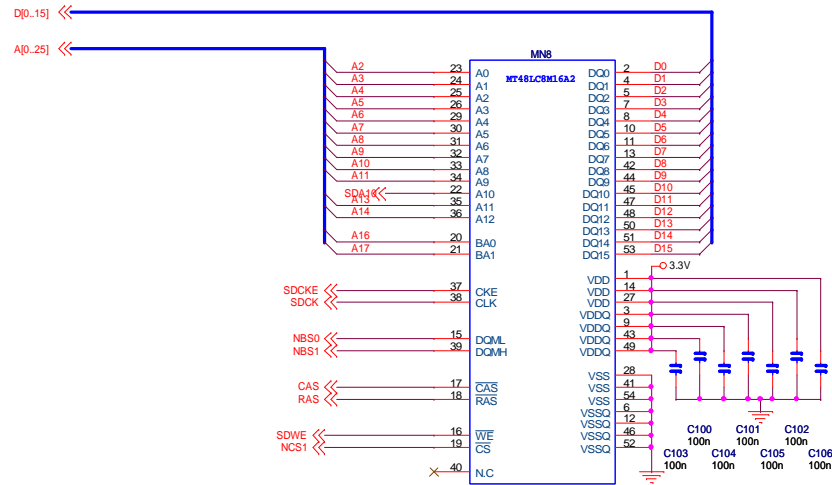 D[0..15]
A[0..25]
MN8
MT48LC8M16A2
A2 23 A0 DQ0 2 D0
A3 24 A1 DQ1 4 D1
A4 25 A2 DQ2 5 D2
A5 26 A3 DQ3 7 D3
A6 29 A4 DQ4 8 D4
A7 30 A5 DQ5 10 D5
A8 31 A6 DQ6 11 D6
A9 32 A7 DQ7 13 D7
A10 33 A8 DQ8 42 D8
A11 34 A9 DQ9 44 D9
SDA10 22 A10 DQ10 45 D10
A13 35 A11 DQ11 47 D11
A14 36 A12 DQ12 48 D12
DQ13 50 D13
A16 20 BA0 DQ14 51 D14
A17 21 BA1 DQ15 53 D15
3.3V
VDD 1
SDCKE 37 CKE VDD 14
SDCK 38 CLK VDD 27
VDDQ 3
VDDQ 9
NBS0 15 DQML VDDQ 43
NBS1 39 DQMH VDDQ 49
VSS 28
CAS 17 CAS VSS 41
RAS 18 RAS VSS 54
VSSQ 6
VSSQ 12
SDWE 16 WE VSSQ 46
NCS1 19 CS VSSQ 52
40 N.C
C100 C101 C102
100n 100n 100n
C103 C104 C105 C106
100n 100n 100n 100n